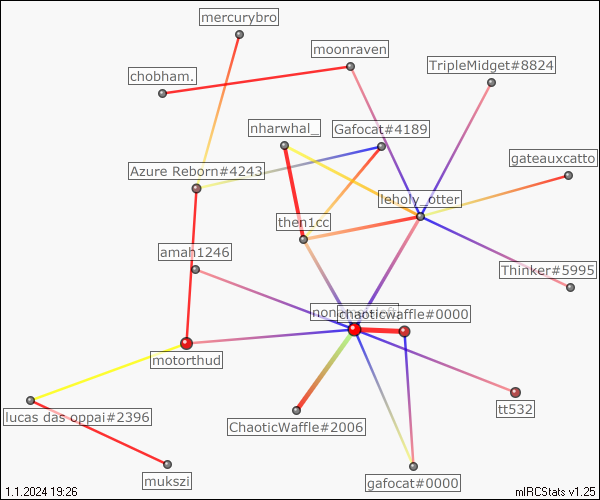 mercurybro
moonraven
chobham.
TripleMidget#8824
nharwhal_
Gafocat#4189
gateauxcatto
Azure Reborn#4243
leholy_otter
then1cc
amah1246
Thinker#5995
chaoticwaffle#0000
motorthud
lucas das oppai#2396
tt532
ChaoticWaffle#2006
mukszi
gafocat#0000
1.1.2024 19:26
mIRCStats v1.25